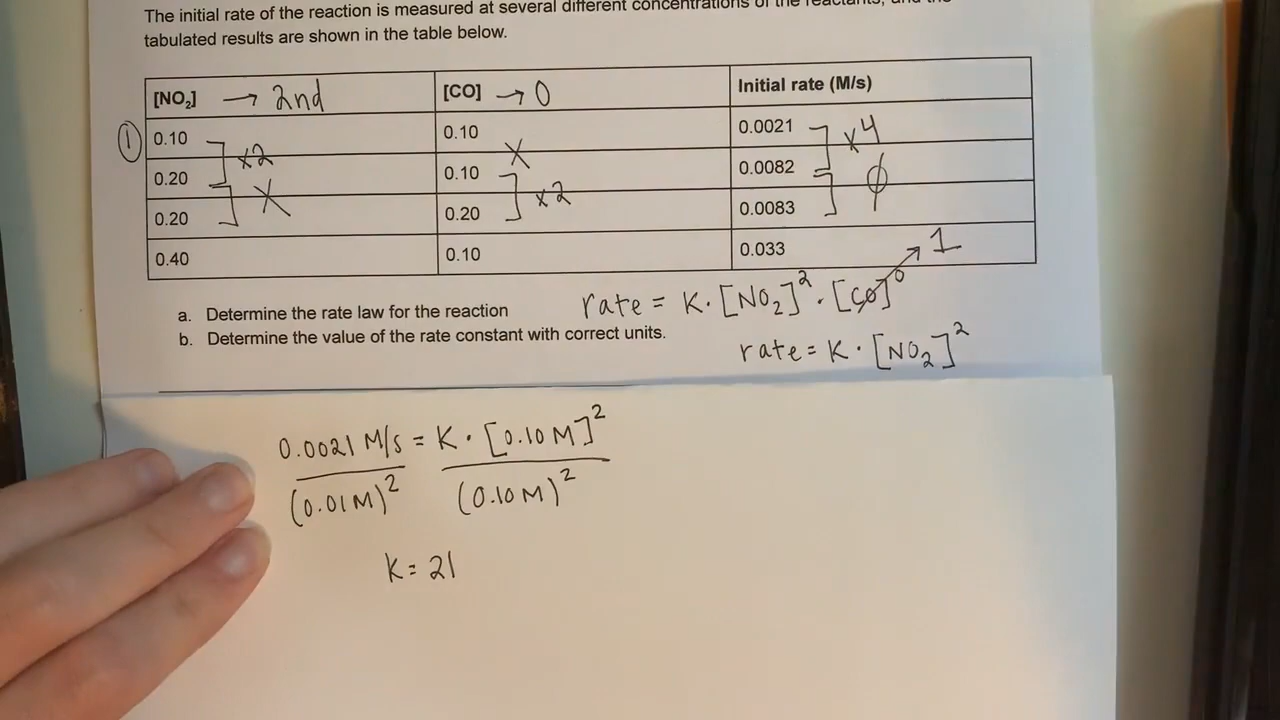 The initial rate of the reaction is measured at several different concentrations of the reactants, and the
tabulated results are shown in the table below.
[NO₂] → 2nd [CO] → 0 Initial rate (M/s)
① 0.10 0.10 0.0021
x2 X x4
0.20 0.10 0.0082
X x2 ϕ
0.20 0.20 0.0083
0.40 0.10 0.033
1
a. Determine the rate law for the reaction rate = K · [NO₂]² · [CO]⁰
b. Determine the value of the rate constant with correct units. rate = K · [NO₂]²
0.0021 M/s = K · [0.10 M]²
(0.01 M)² (0.10 M)²
K = 21